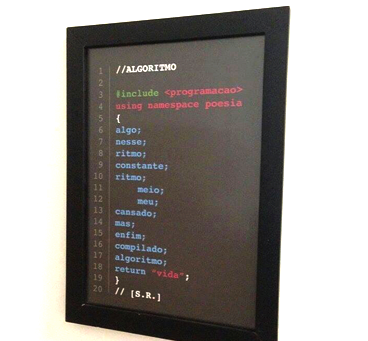 1 //ALGORITMO
2
3 #include <programacao>
4 using namespace poesia
5 {
6 algo;
7 nesse;
8 ritmo;
9 constante;
10 ritmo;
11 meio;
12 meu;
13 cansado;
14 mas;
15 enfim;
16 compilado;
17 algoritmo;
18 return "vida";
19 }
20 // [S.R.]